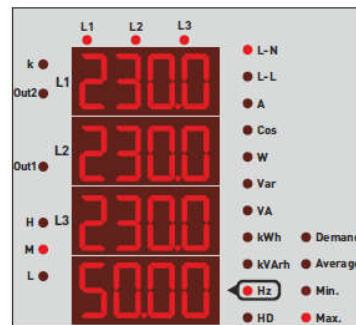 L1 L2 L3
k
Out2
L1
230.0
L-N
L-L
A
Out1
L2
230.0
Cos
W
Var
H
M
L
L3
230.0
VA
kWh
Demand
kVArh
Average
50.00
Hz
Min.
HD
Max.